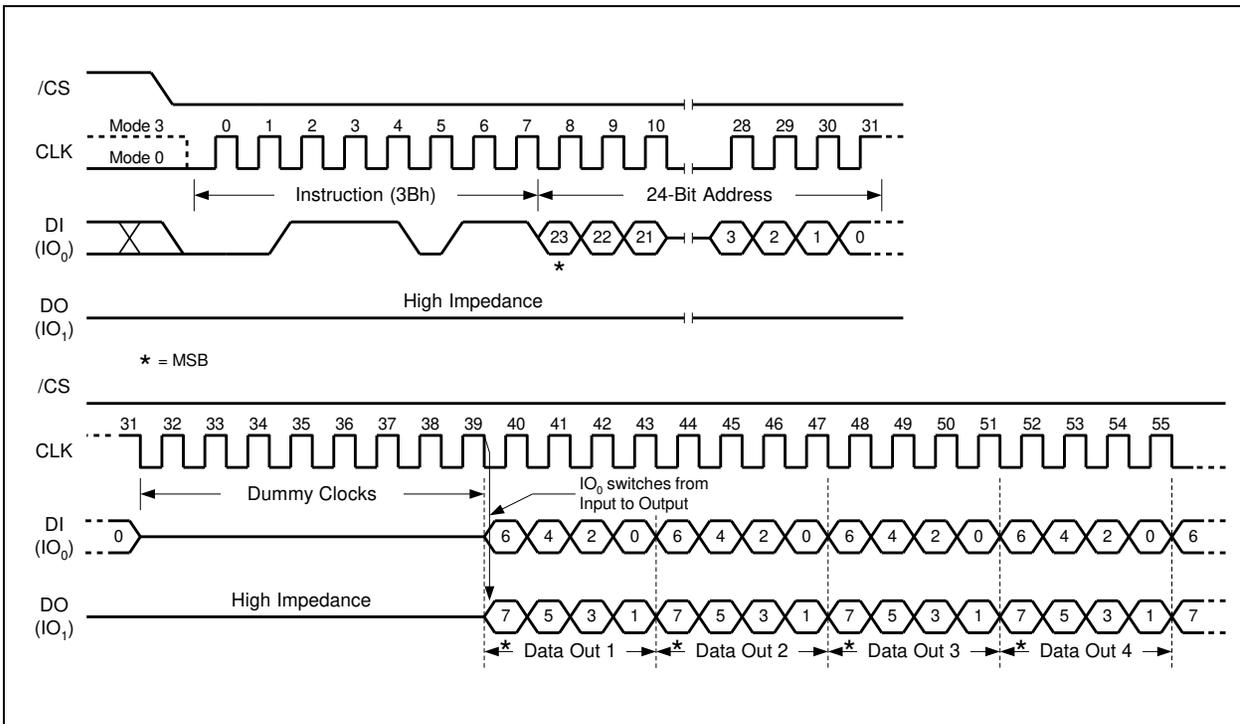 /CS
Mode 3
0 1 2 3 4 5 6 7 8 9 10 28 29 30 31
CLK
Mode 0
Instruction (3Bh)
24-Bit Address
DI
(IO0)
23 22 21 3 2 1 0
*
High Impedance
DO
(IO1)
* = MSB
/CS
31 32 33 34 35 36 37 38 39 40 41 42 43 44 45 46 47 48 49 50 51 52 53 54 55
CLK
Dummy Clocks
IO0 switches from
Input to Output
DI
(IO0)
0 6 4 2 0 6 4 2 0 6 4 2 0 6 4 2 0 6
High Impedance
DO
(IO1)
7 5 3 1 7 5 3 1 7 5 3 1 7 5 3 1 7
* Data Out 1 * Data Out 2 * Data Out 3 * Data Out 4